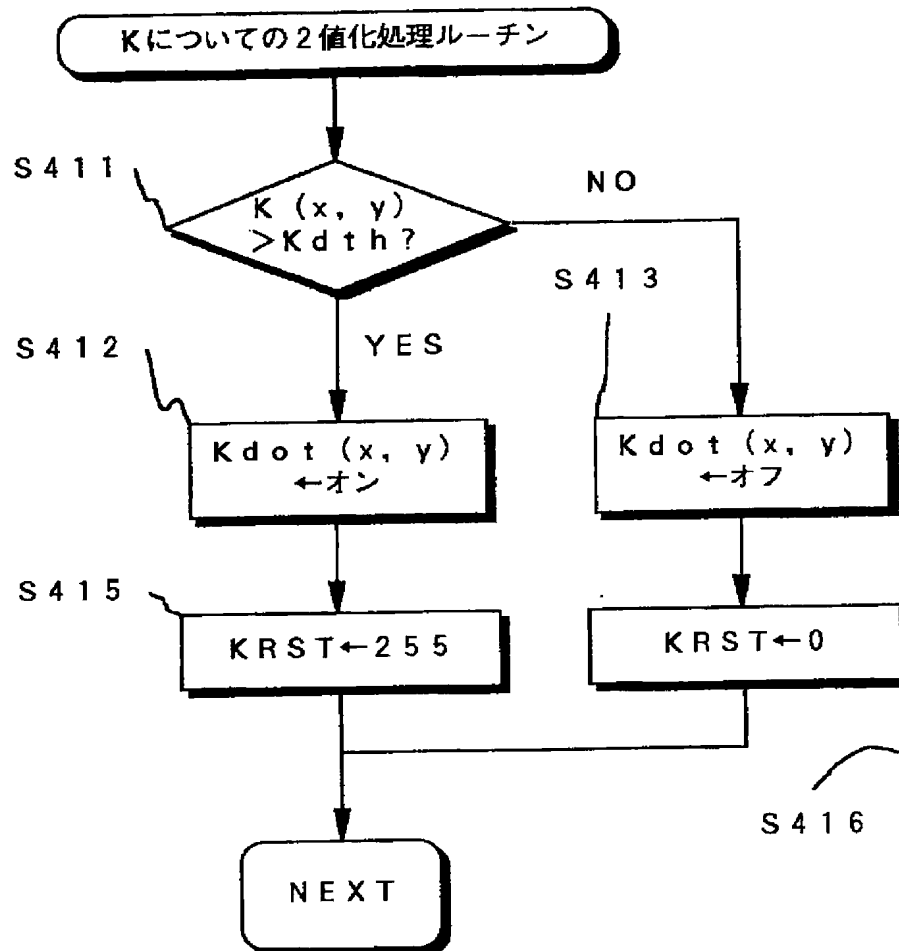 Kについての2値化処理ルーチン
S411
K (x, y)
>Kdth?
NO
S413
S412
YES
Kdot (x, y)
←オン
Kdot (x, y)
←オフ
S415
KRST←255
KRST←0
S416
NEXT